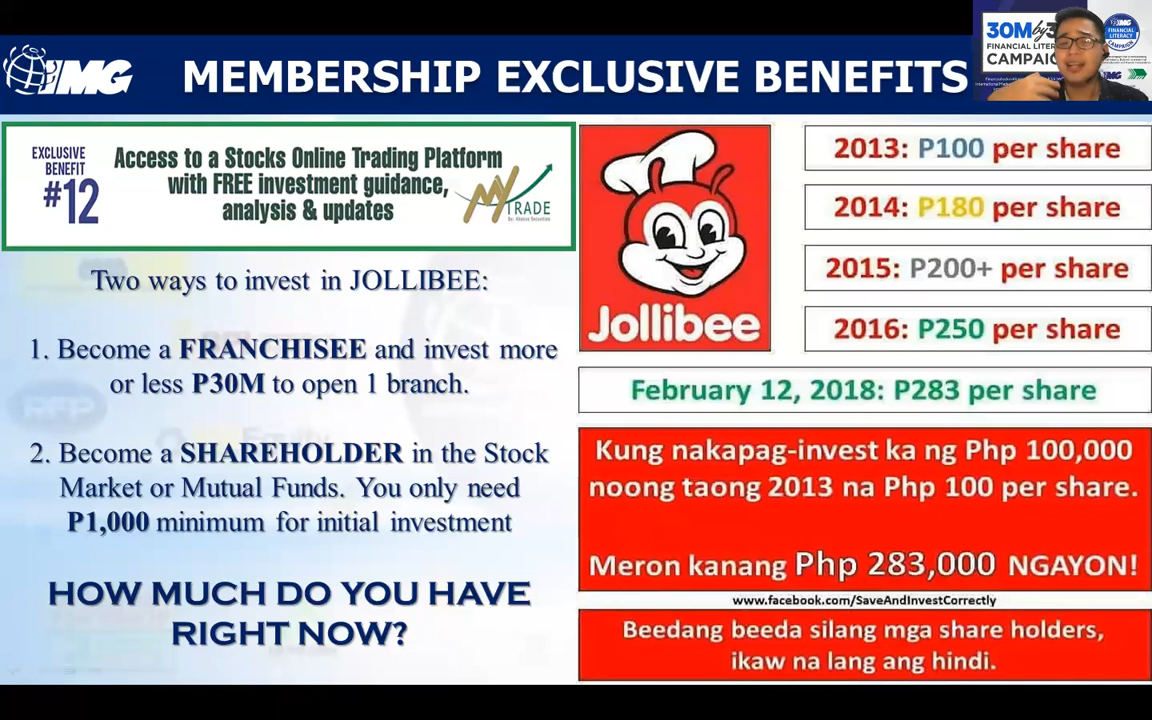 IMG
MEMBERSHIP EXCLUSIVE BENEFITS
30M by 3
FINANCIAL LITER
CAMPAIG
IMG
FINANCIAL
LITERACY
CAMPAIGN
EXCLUSIVE
BENEFIT
#12
Access to a Stocks Online Trading Platform
with FREE investment guidance,
analysis & updates
MYTRADE
Two ways to invest in JOLLIBEE:
1. Become a FRANCHISEE and invest more
or less P30M to open 1 branch.
2. Become a SHAREHOLDER in the Stock
Market or Mutual Funds. You only need
P1,000 minimum for initial investment
HOW MUCH DO YOU HAVE
RIGHT NOW?
Jollibee
2013: P100 per share
2014: P180 per share
2015: P200+ per share
2016: P250 per share
February 12, 2018: P283 per share
Kung nakapag-invest ka ng Php 100,000
noong taong 2013 na Php 100 per share.
Meron kanang Php 283,000 NGAYON!
www.facebook.com/SaveAndInvestCorrectly
Beedang beeda silang mga share holders,
ikaw na lang ang hindi.
RFP